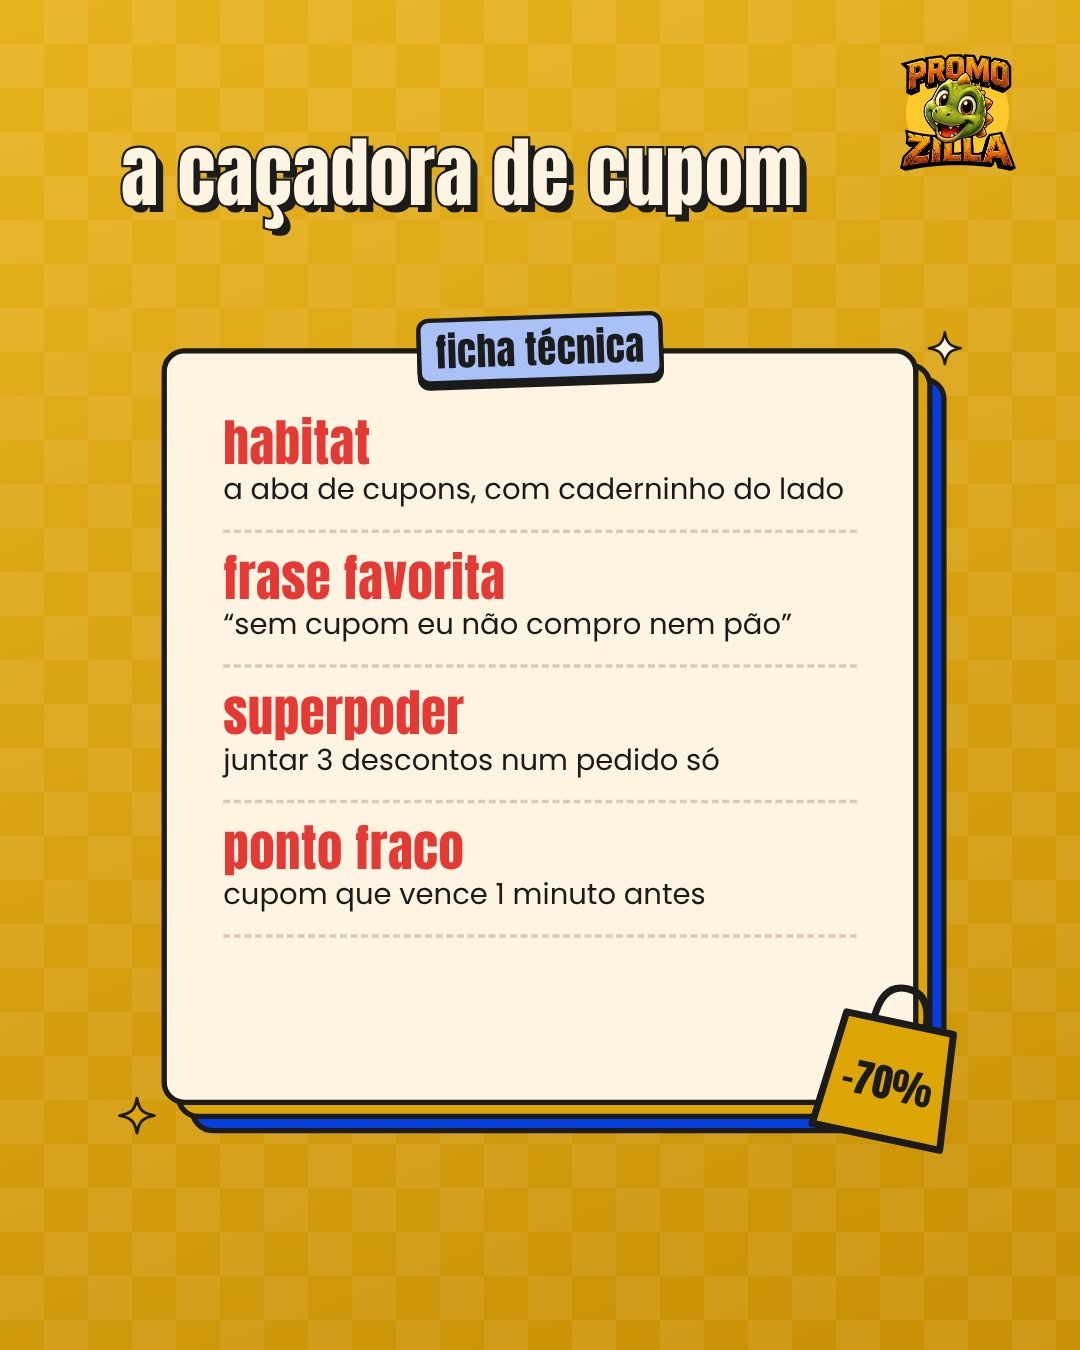 PROMO
ZILLA
a caçadora de cupom
ficha técnica
habitat
a aba de cupons, com caderninho do lado
frase favorita
“sem cupom eu não compro nem pão”
superpoder
juntar 3 descontos num pedido só
ponto fraco
cupom que vence 1 minuto antes
-70%